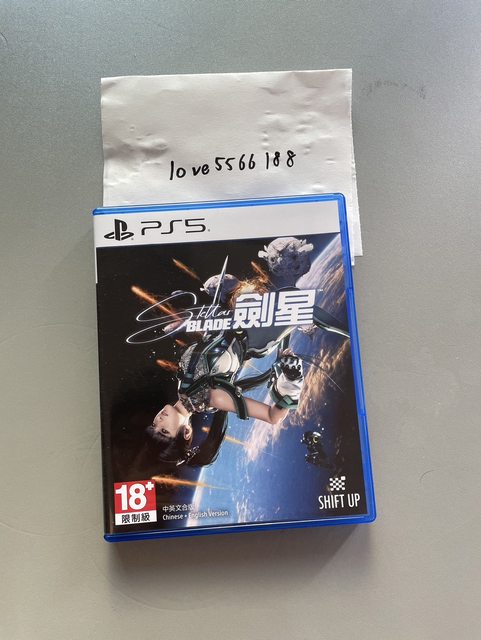 love5566188
PS5
Stellar
BLADE 劍星
18+
限制級
中英文合版
Chinese + English Version
SHIFT UP